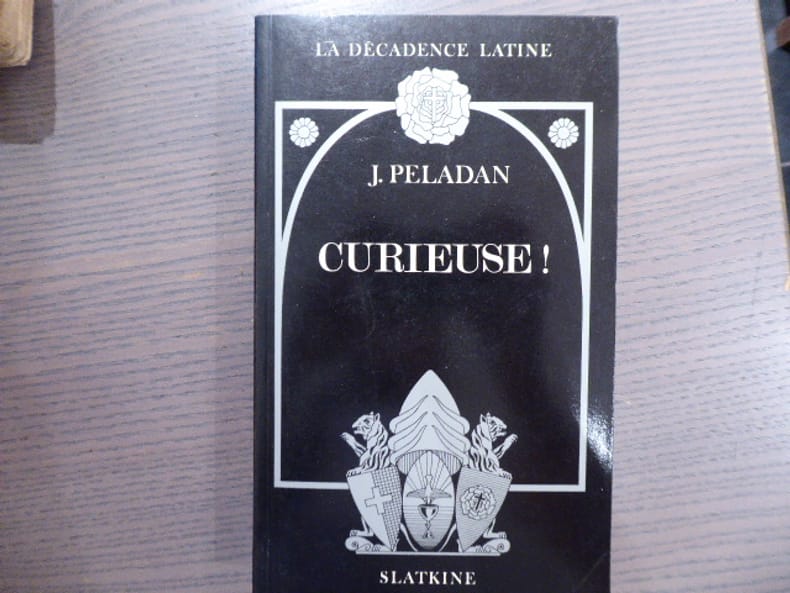 LA DÉCADENCE LATINE
J. PELADAN
CURIEUSE !
SLATKINE